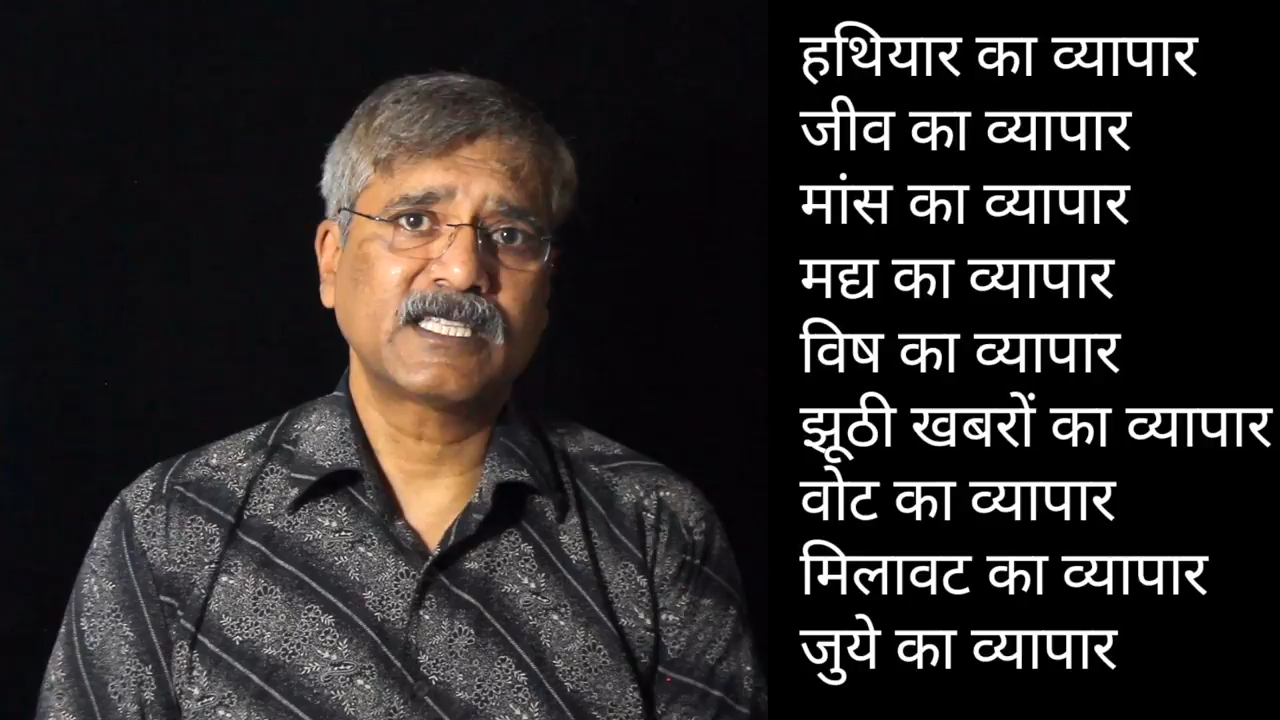 हथियार का व्यापार
जीव का व्यापार
मांस का व्यापार
मद्य का व्यापार
विष का व्यापार
झूठी खबरों का व्यापार
वोट का व्यापार
मिलावट का व्यापार
जुये का व्यापार